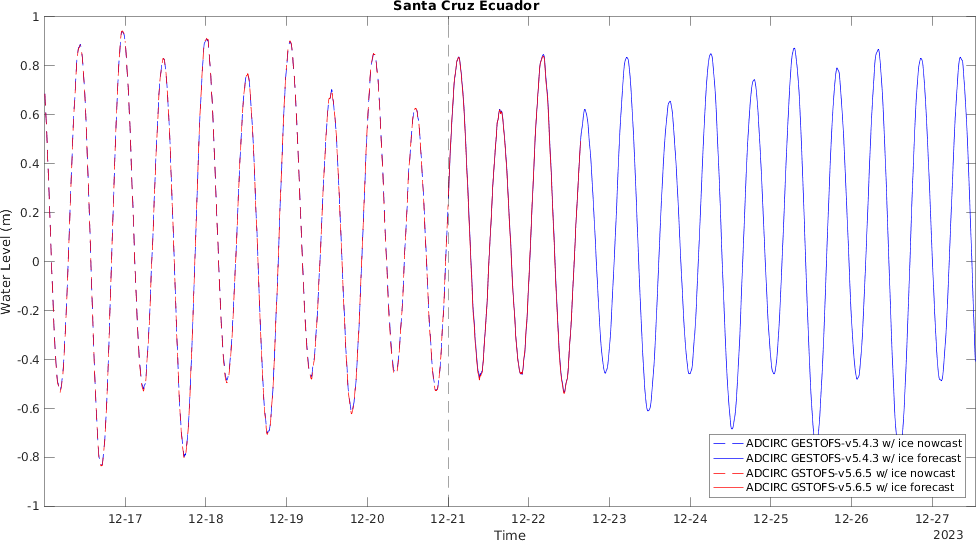 Santa Cruz Ecuador
1
0.8
0.6
0.4
0.2
0
-0.2
-0.4
-0.6
-0.8
-1
Water Level (m)
ADCIRC GESTOFS-v5.4.3 w/ ice nowcast
ADCIRC GESTOFS-v5.4.3 w/ ice forecast
ADCIRC GSTOFS-v5.6.5 w/ ice nowcast
ADCIRC GSTOFS-v5.6.5 w/ ice forecast
12-17 12-18 12-19 12-20 12-21 12-22 12-23 12-24 12-25 12-26 12-27
Time
2023